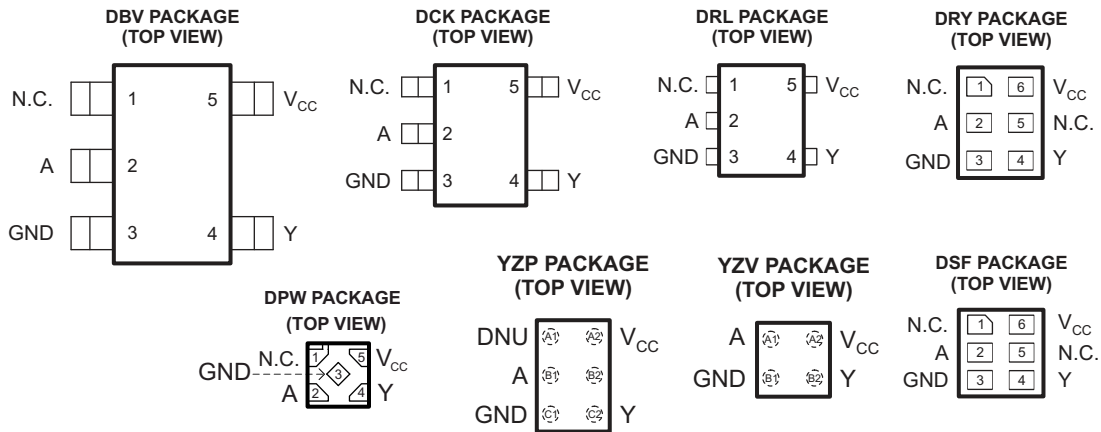 DBV PACKAGE
(TOP VIEW)
N.C. 1 5 VCC
A 2
GND 3 4 Y
DCK PACKAGE
(TOP VIEW)
N.C. 1 5 VCC
A 2
GND 3 4 Y
DRL PACKAGE
(TOP VIEW)
N.C. 1 5 VCC
A 2
GND 3 4 Y
DRY PACKAGE
(TOP VIEW)
N.C. 1 6 VCC
A 2 5 N.C.
GND 3 4 Y
DPW PACKAGE
(TOP VIEW)
N.C. 1 5 VCC
GND 3
A 2 4 Y
YZP PACKAGE
(TOP VIEW)
DNU A1 A2 VCC
A B1 B2
GND C1 C2 Y
YZV PACKAGE
(TOP VIEW)
A A1 A2 VCC
GND B1 B2 Y
DSF PACKAGE
(TOP VIEW)
N.C. 1 6 VCC
A 2 5 N.C.
GND 3 4 Y